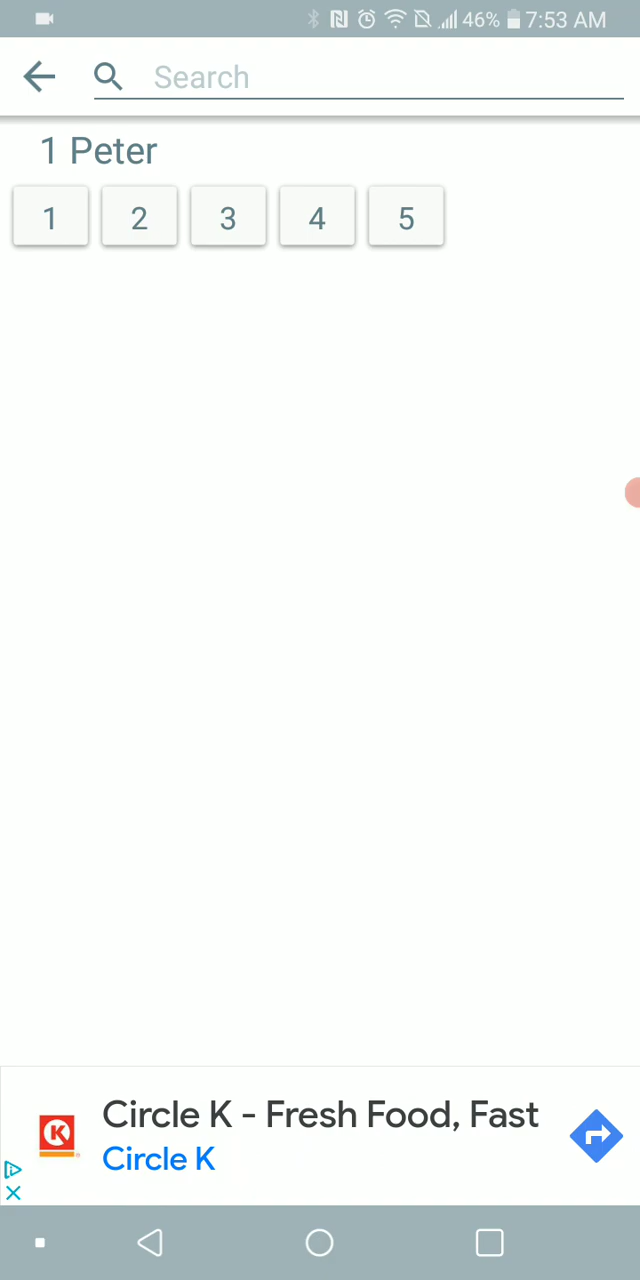 46% 7:53 AM
Search
1 Peter
1 2 3 4 5
Circle K - Fresh Food, Fast
Circle K